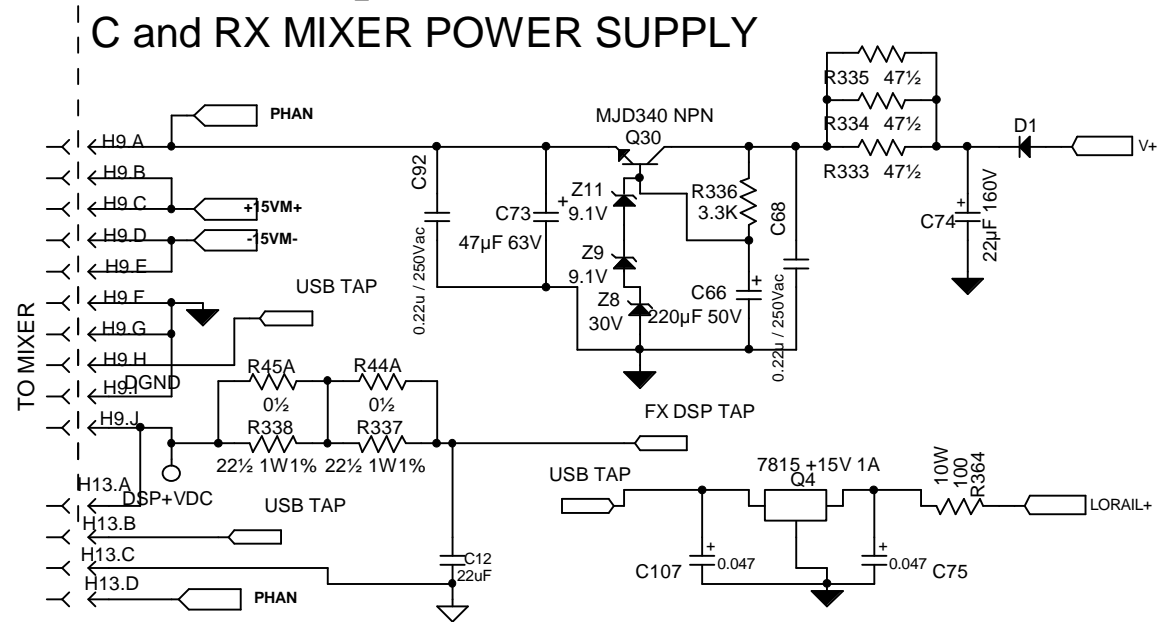 C and RX MIXER POWER SUPPLY
R335 47½
R334 47½
R333 47½
PHAN
MJD340 NPN
Q30
D1
V+
H9.A
H9.B
H9.C
+15VM+
H9.D
-15VM-
H9.E
H9.F
H9.G
H9.H
H9.I
DGND
H9.J
C92
0.22u / 250Vac
C73
+
47µF 63V
Z11
9.1V
Z9
9.1V
Z8
30V
R336
3.3K
C66
+
220µF 50V
C68
0.22u / 250Vac
C74
+
22µF 160V
USB TAP
TO MIXER
R45A
0½
R44A
0½
R338
22½ 1W1%
R337
22½ 1W1%
FX DSP TAP
H13.A
DSP+VDC
USB TAP
H13.B
H13.C
H13.D
PHAN
C12
22uF
USB TAP
7815 +15V 1A
Q4
10W
100
R364
LORAIL+
C107
+
0.047
+
0.047
C75